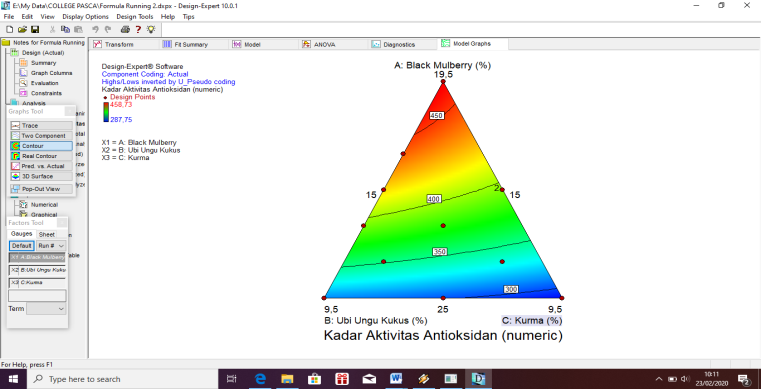 E:\My Data\COLLEGE PASCA\Formula Running 2.dxpx - Design-Expert 10.0.1
File Edit View Display Options Design Tools Help Tips
Notes for Formula Running
Design (Actual)
Summary
Graph Columns
Evaluation
Constraints
Analysis
Transform
Fit Summary
Model
ANOVA
Diagnostics
Model Graphs
Graphs Tool
Trace
Two Component
Contour
Real Contour
Pred. vs. Actual
3D Surface
Pop-Out View
Numerical
Graphical
Factors Tool
Gauges Sheet
Default Run #
X1 A:Black Mulberry
X2 B:Ubi Ungu Kuku
X3 C:Kurma
Term
Design-Expert® Software
Component Coding: Actual
Highs/Lows inverted by U_Pseudo coding
Kadar Aktivitas Antioksidan (numeric)
Design Points
458,73
287,75
X1 = A: Black Mulberry
X2 = B: Ubi Ungu Kukus
X3 = C: Kurma
A: Black Mulberry (%)
19,5
450
15
400
2
15
350
300
9,5
25
9,5
B: Ubi Ungu Kukus (%)
C: Kurma (%)
Kadar Aktivitas Antioksidan (numeric)
For Help, press F1
Type here to search
10:11
23/02/2020